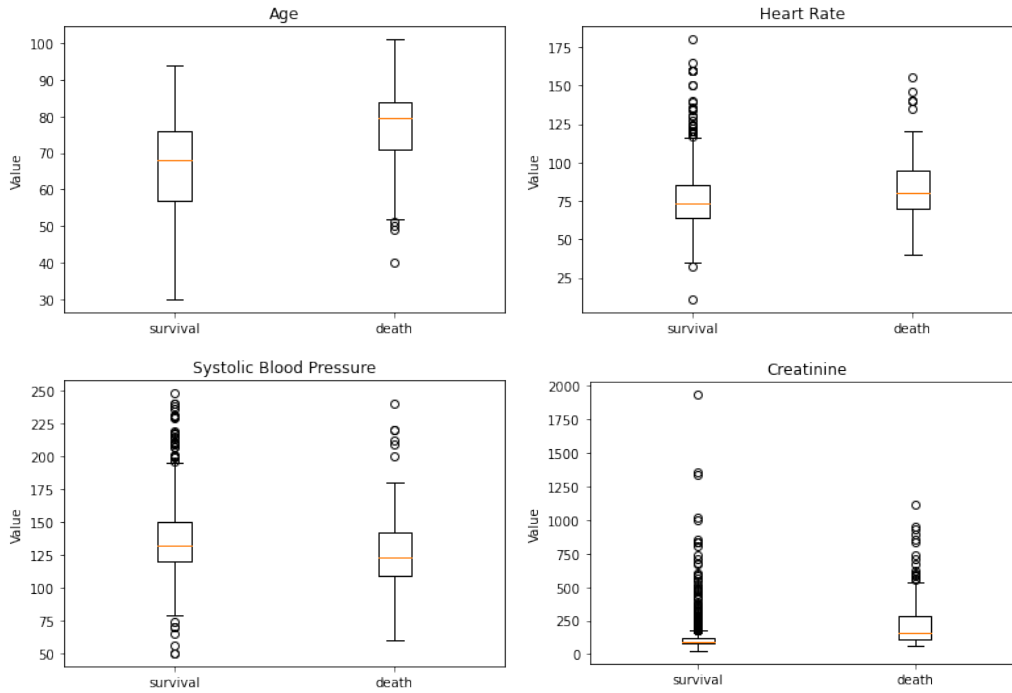 Age
100
90
80
70
60
50
40
30
Value
survival death
Heart Rate
175
150
125
100
75
50
25
Value
survival death
Systolic Blood Pressure
250
225
200
175
150
125
100
75
50
Value
survival death
Creatinine
2000
1750
1500
1250
1000
750
500
250
0
Value
survival death